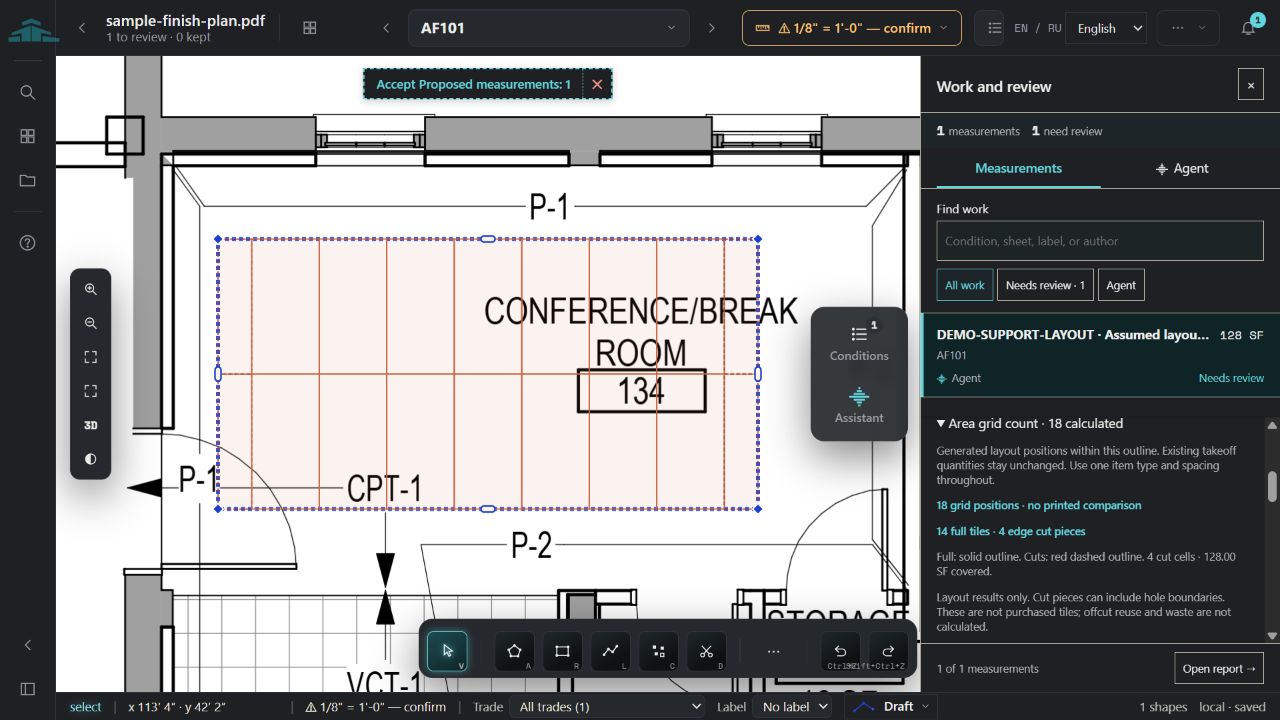 sample-finish-plan.pdf
1 to review · 0 kept
AF101
⚠ 1/8" = 1'-0" — confirm
EN / RU
English
1
Accept Proposed measurements: 1
P-1
CONFERENCE/BREAK
ROOM
134
P-1
CPT-1
P-2
STORAGE
VCT-1
3D
Conditions
1
Assistant
V
A
R
L
C
D
Work and review
1 measurements 1 need review
Measurements
Agent
Find work
Condition, sheet, label, or author
All work
Needs review · 1
Agent
DEMO-SUPPORT-LAYOUT · Assumed layou... 128 SF
AF101
Agent
Needs review
Area grid count · 18 calculated
Generated layout positions within this outline. Existing takeoff
quantities stay unchanged. Use one item type and spacing
throughout.
18 grid positions · no printed comparison
14 full tiles · 4 edge cut pieces
Full: solid outline. Cuts: red dashed outline. 4 cut cells · 128.00
SF covered.
Layout results only. Cut pieces can include hole boundaries.
These are not purchased tiles; offcut reuse and waste are not
calculated.
1 of 1 measurements
Open report →
select
x 113' 4" · y 42' 2"
⚠ 1/8" = 1'-0" — confirm
Trade
All trades (1)
Label
No label
Draft
1 shapes
local · saved